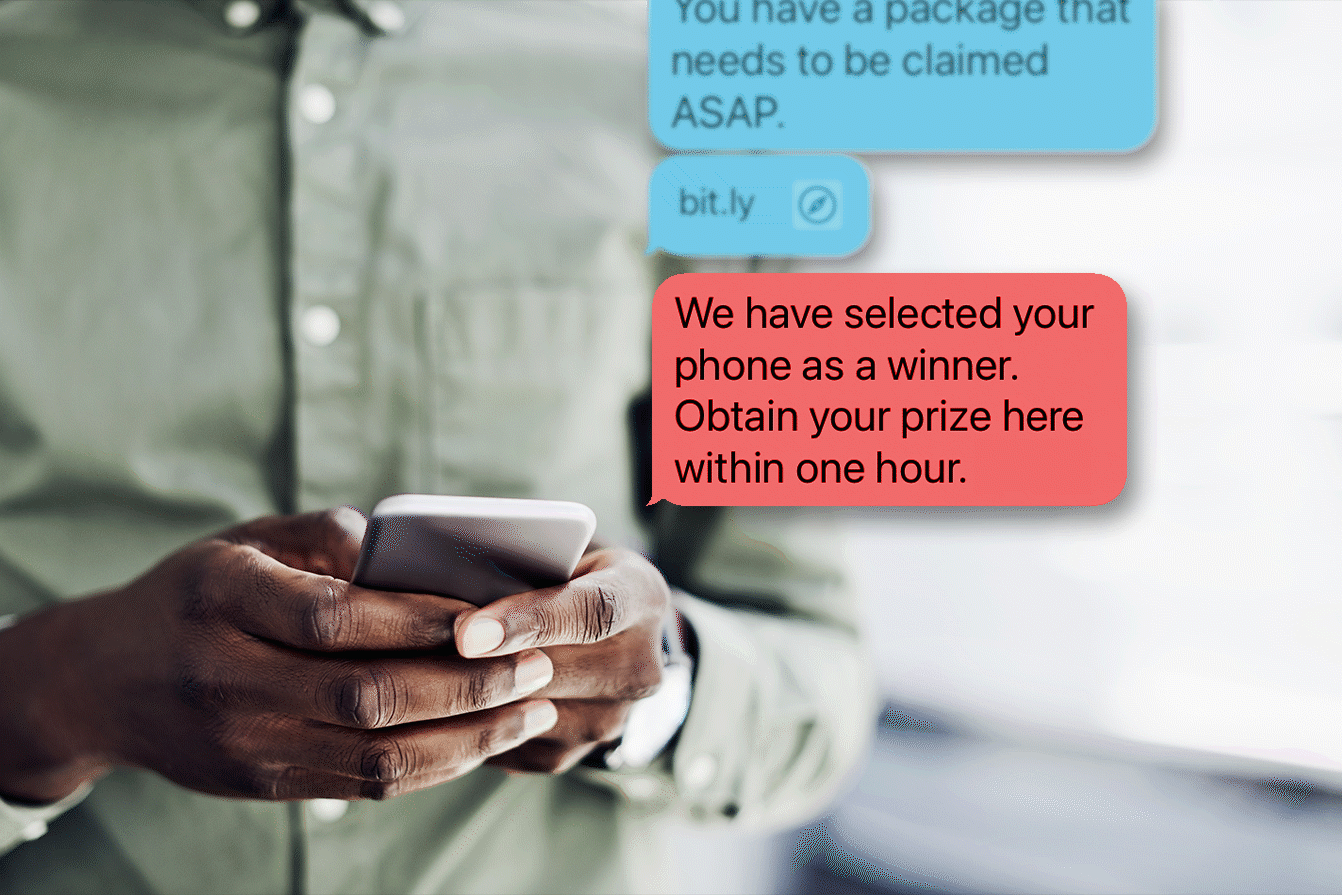 You have a package that
needs to be claimed
ASAP.
bit.ly
We have selected your
phone as a winner.
Obtain your prize here
within one hour.